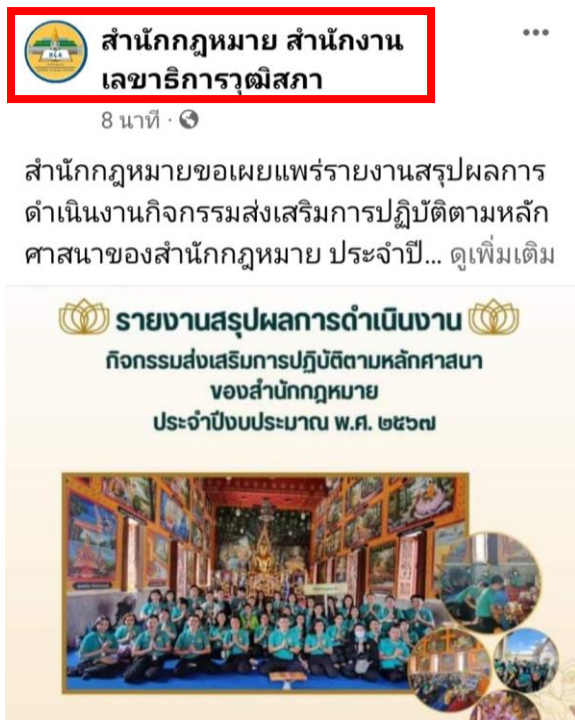 สำนักกฎหมาย สำนักงาน
เลขาธิการวุฒิสภา
8 นาที ·
สำนักกฎหมายขอเผยแพร่รายงานสรุปผลการ
ดำเนินงานกิจกรรมส่งเสริมการปฏิบัติตามหลัก
ศาสนาของสำนักกฎหมาย ประจำปี... ดูเพิ่มเติม
รายงานสรุปผลการดำเนินงาน
กิจกรรมส่งเสริมการปฏิบัติตามหลักศาสนา
ของสำนักกฎหมาย
ประจำปีงบประมาณ พ.ศ. ๒๕๖๗